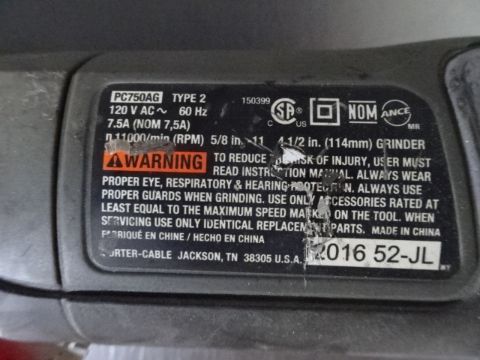 PC750AG TYPE 2
150399
120 V AC~ 60 Hz
SA
C US
NOM
ANCE
MR
7.5A (NOM 7,5A)
n 11000/min (RPM) 5/8 in.-11 4-1/2 in. (114mm) GRINDER
WARNING TO REDUCE RISK OF INJURY, USER MUST
READ INSTRUCTION MANUAL. ALWAYS WEAR
PROPER EYE, RESPIRATORY & HEARING PROTECTION. ALWAYS USE
PROPER GUARDS WHEN GRINDING. USE ONLY ACCESSORIES RATED AT
LEAST EQUAL TO THE MAXIMUM SPEED MARKED ON THE TOOL. WHEN
SERVICING USE ONLY IDENTICAL REPLACEMENT PARTS. MADE IN CHINA
FABRIQUÉ EN CHINE / HECHO EN CHINA
PORTER-CABLE JACKSON, TN 38305 U.S.A.
2016 52-JL